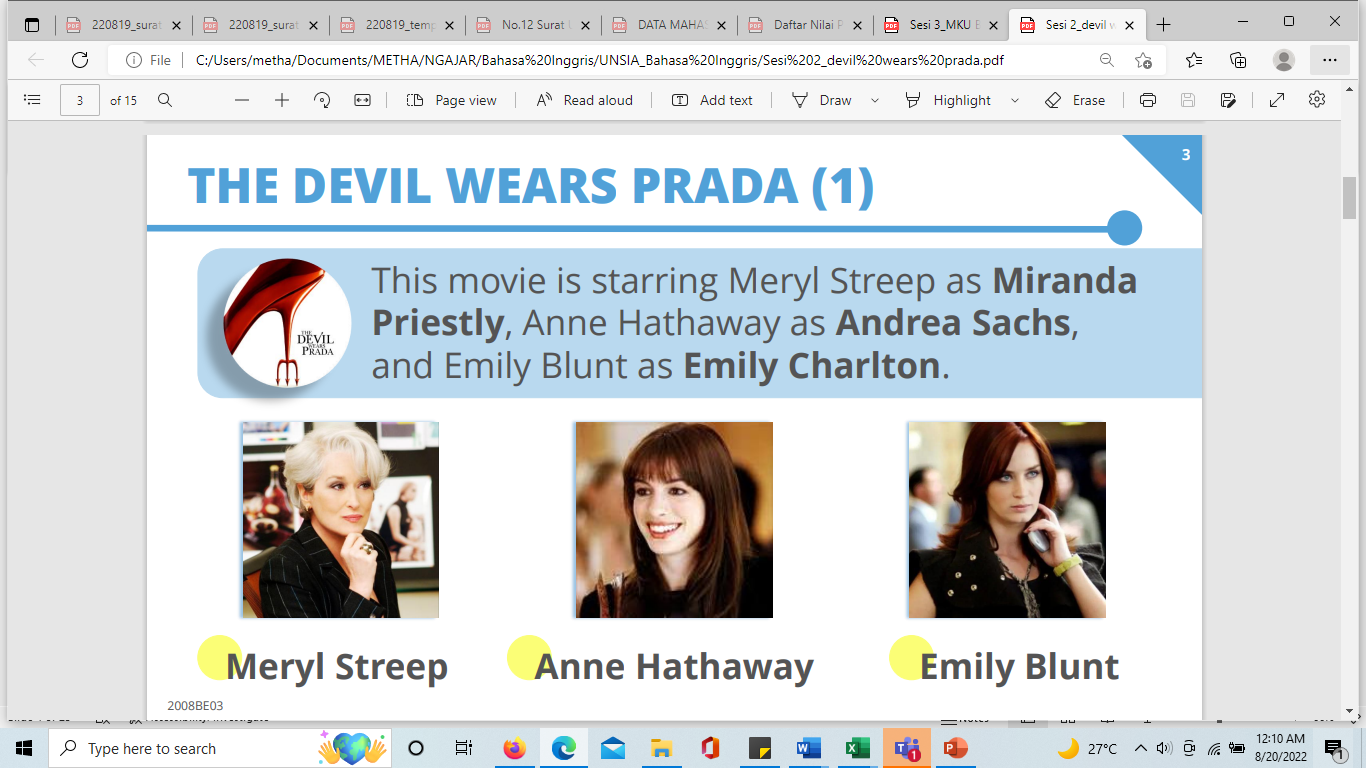 220819_surat
220819_surat
220819_temp
No.12 Surat
DATA MAHAS
Daftar Nilai P
Sesi 3_MKU B
Sesi 2_devil w
File
C:/Users/metha/Documents/METHA/NGAJAR/Bahasa%20Inggris/UNSIA_Bahasa%20Inggris/Sesi%202_devil%20wears%20prada.pdf
3 of 15
Page view
Read aloud
Add text
Draw
Highlight
Erase
3
THE DEVIL WEARS PRADA (1)
THE
DEVIL
WEARS
PRADA
This movie is starring Meryl Streep as Miranda
Priestly, Anne Hathaway as Andrea Sachs,
and Emily Blunt as Emily Charlton.
Meryl Streep
Anne Hathaway
Emily Blunt
2008BE03
Type here to search
27°C
12:10 AM
8/20/2022
1
1